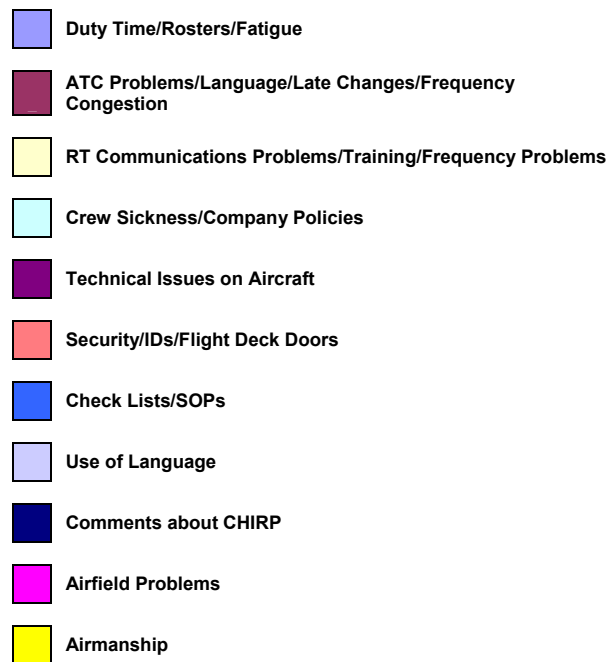 Duty Time/Rosters/Fatigue
ATC Problems/Language/Late Changes/Frequency
Congestion
RT Communications Problems/Training/Frequency Problems
Crew Sickness/Company Policies
Technical Issues on Aircraft
Security/IDs/Flight Deck Doors
Check Lists/SOPs
Use of Language
Comments about CHIRP
Airfield Problems
Airmanship